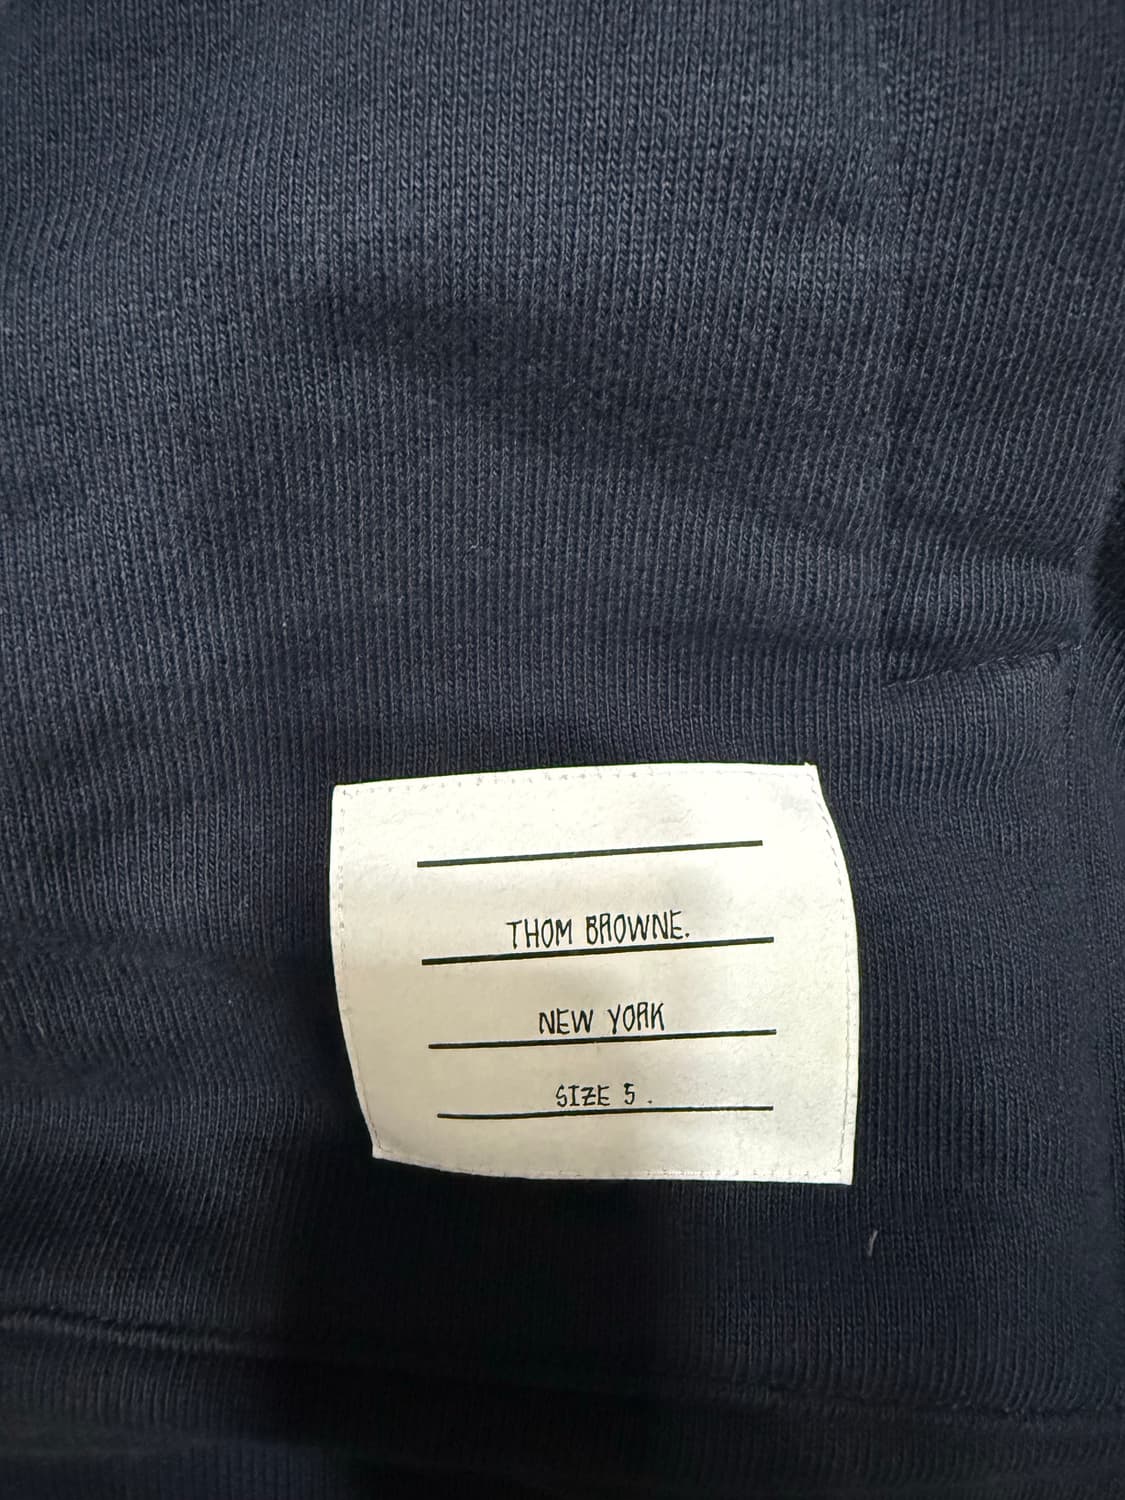 THOM BROWNE.
NEW YORK
SIZE 5 .